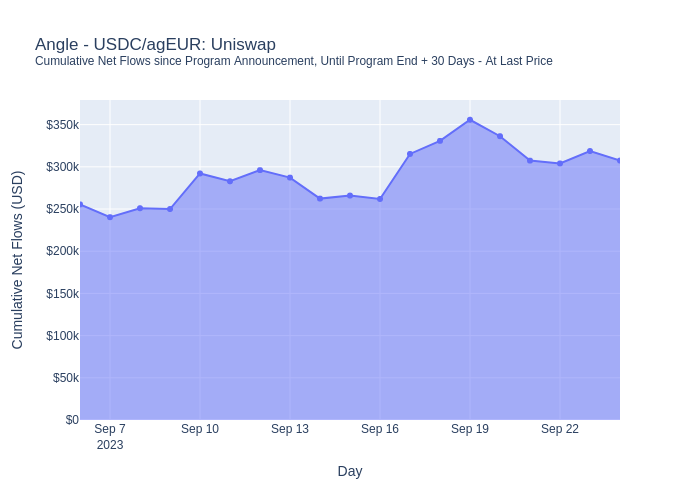 Angle - USDC/agEUR: Uniswap
Cumulative Net Flows since Program Announcement, Until Program End + 30 Days - At Last Price
Cumulative Net Flows (USD)
$350k
$300k
$250k
$200k
$150k
$100k
$50k
$0
Sep 7 Sep 10 Sep 13 Sep 16 Sep 19 Sep 22
2023
Day